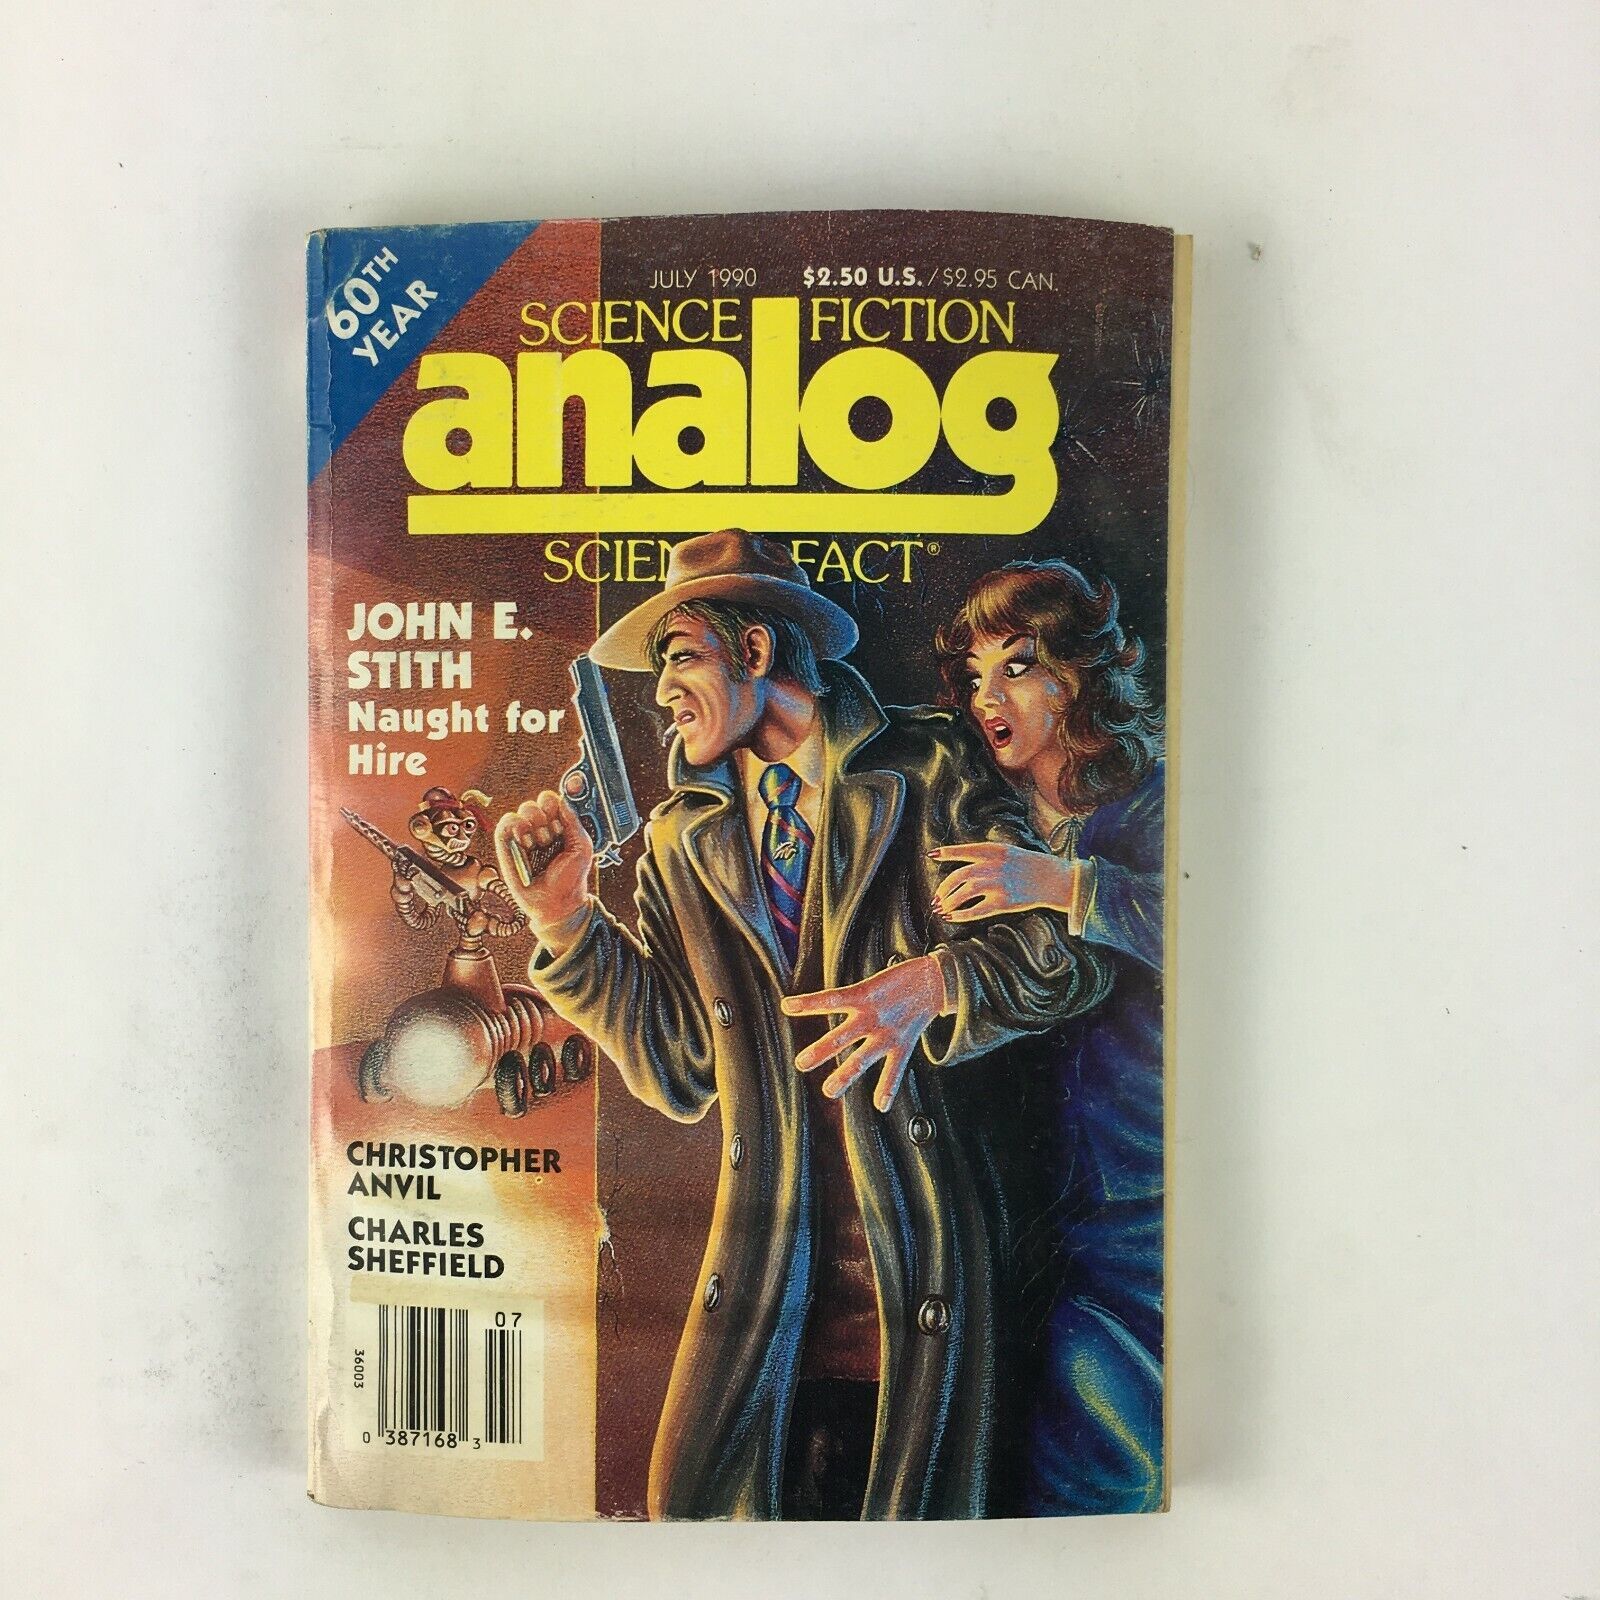 60TH
YEAR
JULY 1990 $2.50 U.S. / $2.95 CAN.
SCIENCE FICTION
analog
SCIEN FACT®
JOHN E.
STITH
Naught for
Hire
CHRISTOPHER
ANVIL
CHARLES
SHEFFIELD
07
36003
0 387168 3